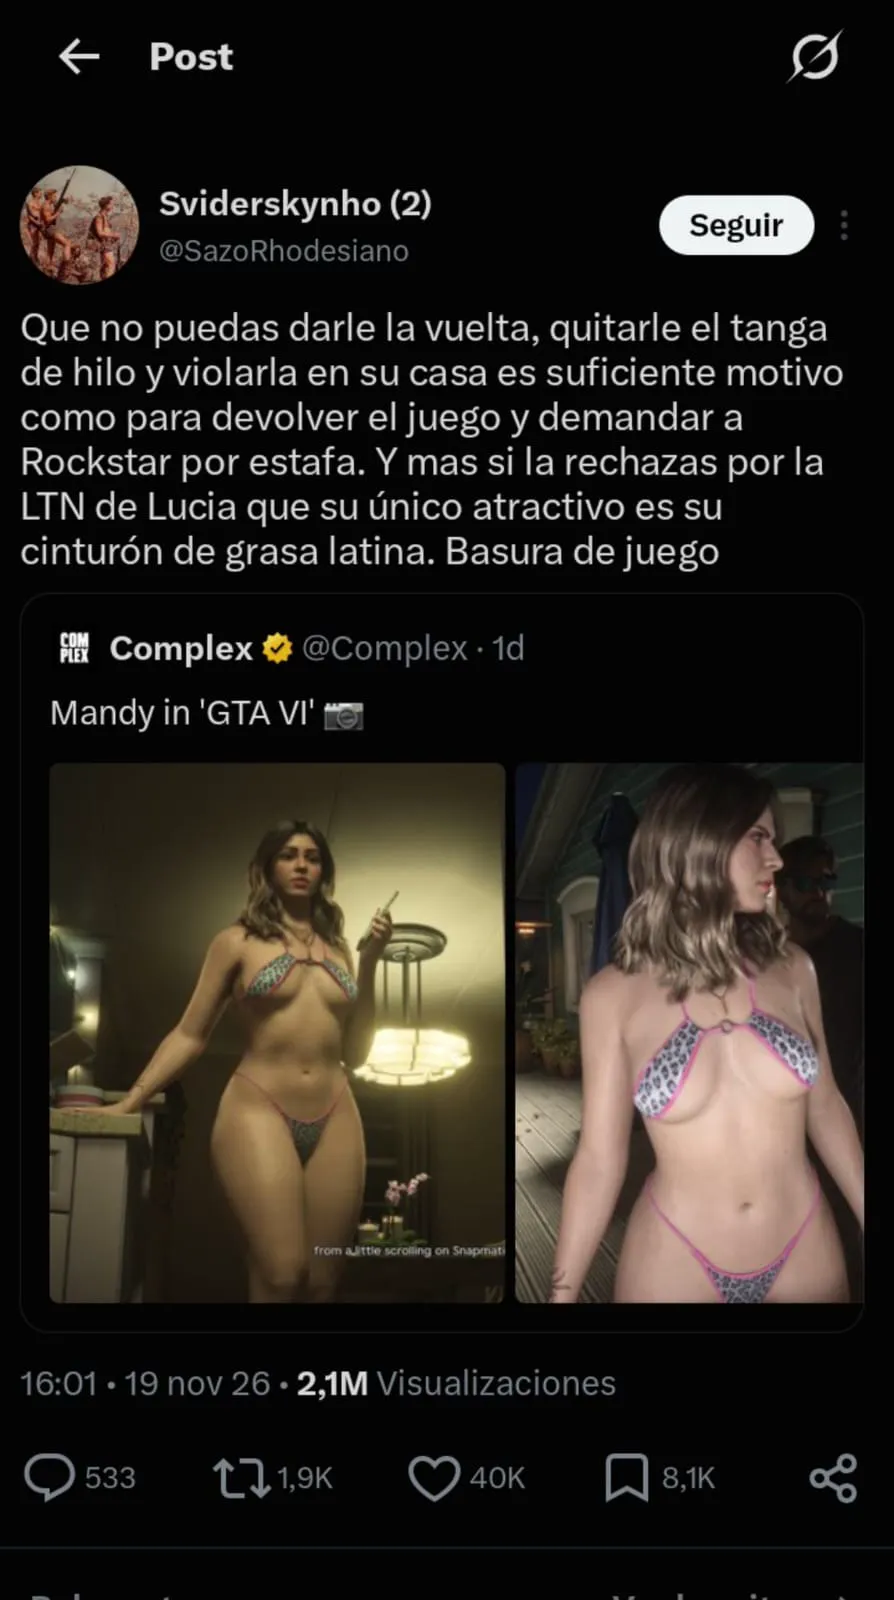 Post
Sviderskynho (2)
@SazoRhodesiano
Seguir
Que no puedas darle la vuelta, quitarle el tanga
de hilo y violarla en su casa es suficiente motivo
como para devolver el juego y demandar a
Rockstar por estafa. Y mas si la rechazas por la
LTN de Lucia que su único atractivo es su
cinturón de grasa latina. Basura de juego
COM
PLEX
Complex @Complex · 1d
Mandy in 'GTA VI' 📷
from a little scrolling on Snapmati
16:01 • 19 nov 26 • 2,1M Visualizaciones
533 1,9K 40K 8,1K